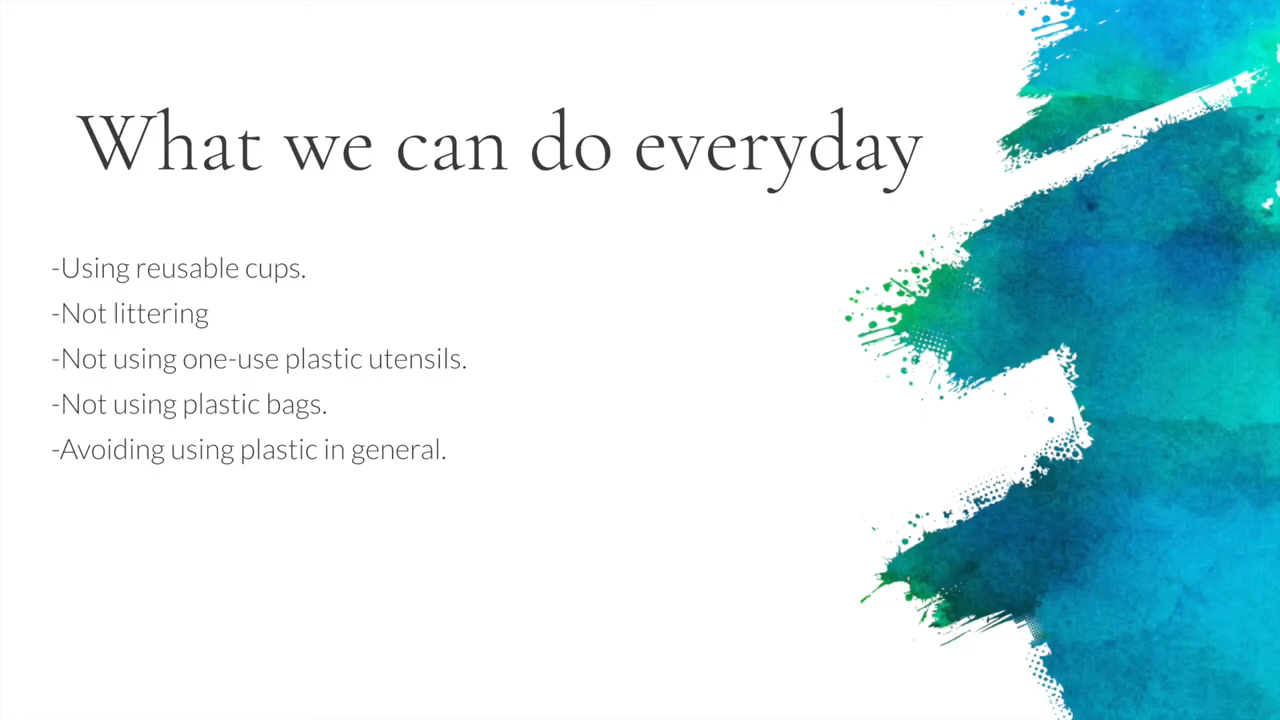 What we can do everyday
-Using reusable cups.
-Not littering
-Not using one-use plastic utensils.
-Not using plastic bags.
-Avoiding using plastic in general.